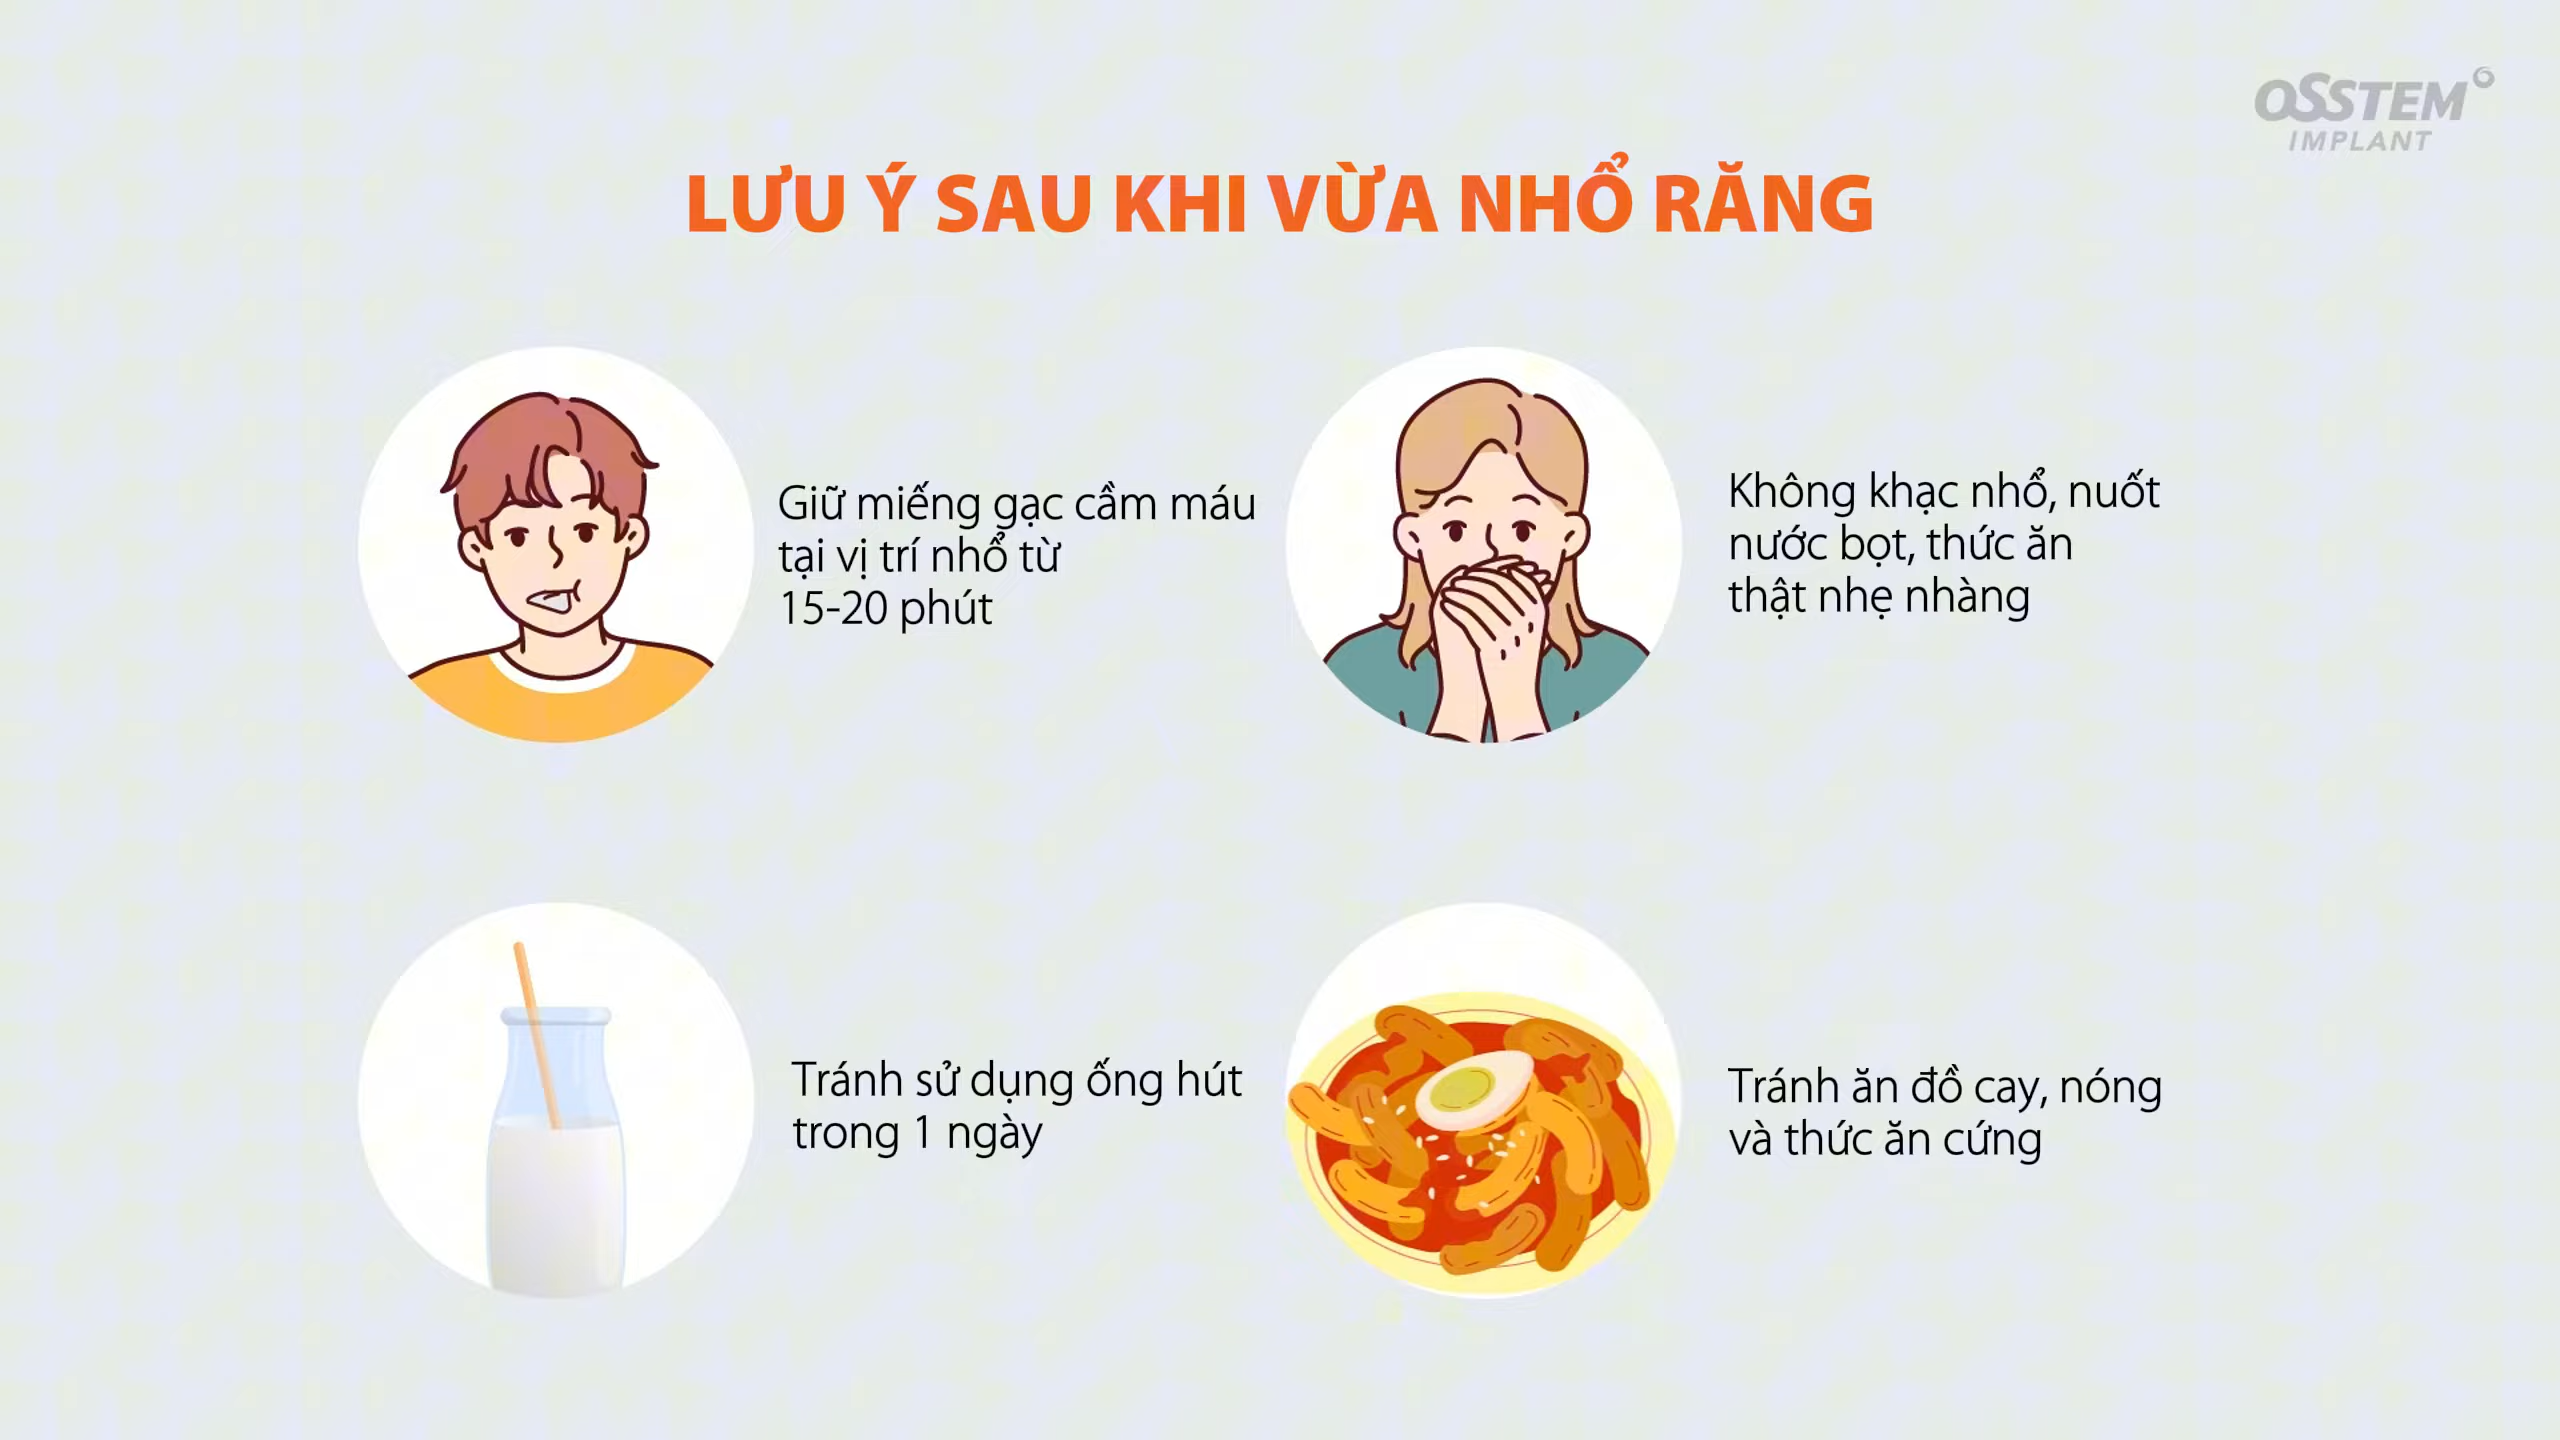 OSSTEM
IMPLANT
LƯU Ý SAU KHI VỪA NHỔ RĂNG
Giữ miếng gạc cầm máu
tại vị trí nhổ từ
15-20 phút
Không khạc nhổ, nuốt
nước bọt, thức ăn
thật nhẹ nhàng
Tránh sử dụng ống hút
trong 1 ngày
Tránh ăn đồ cay, nóng
và thức ăn cứng